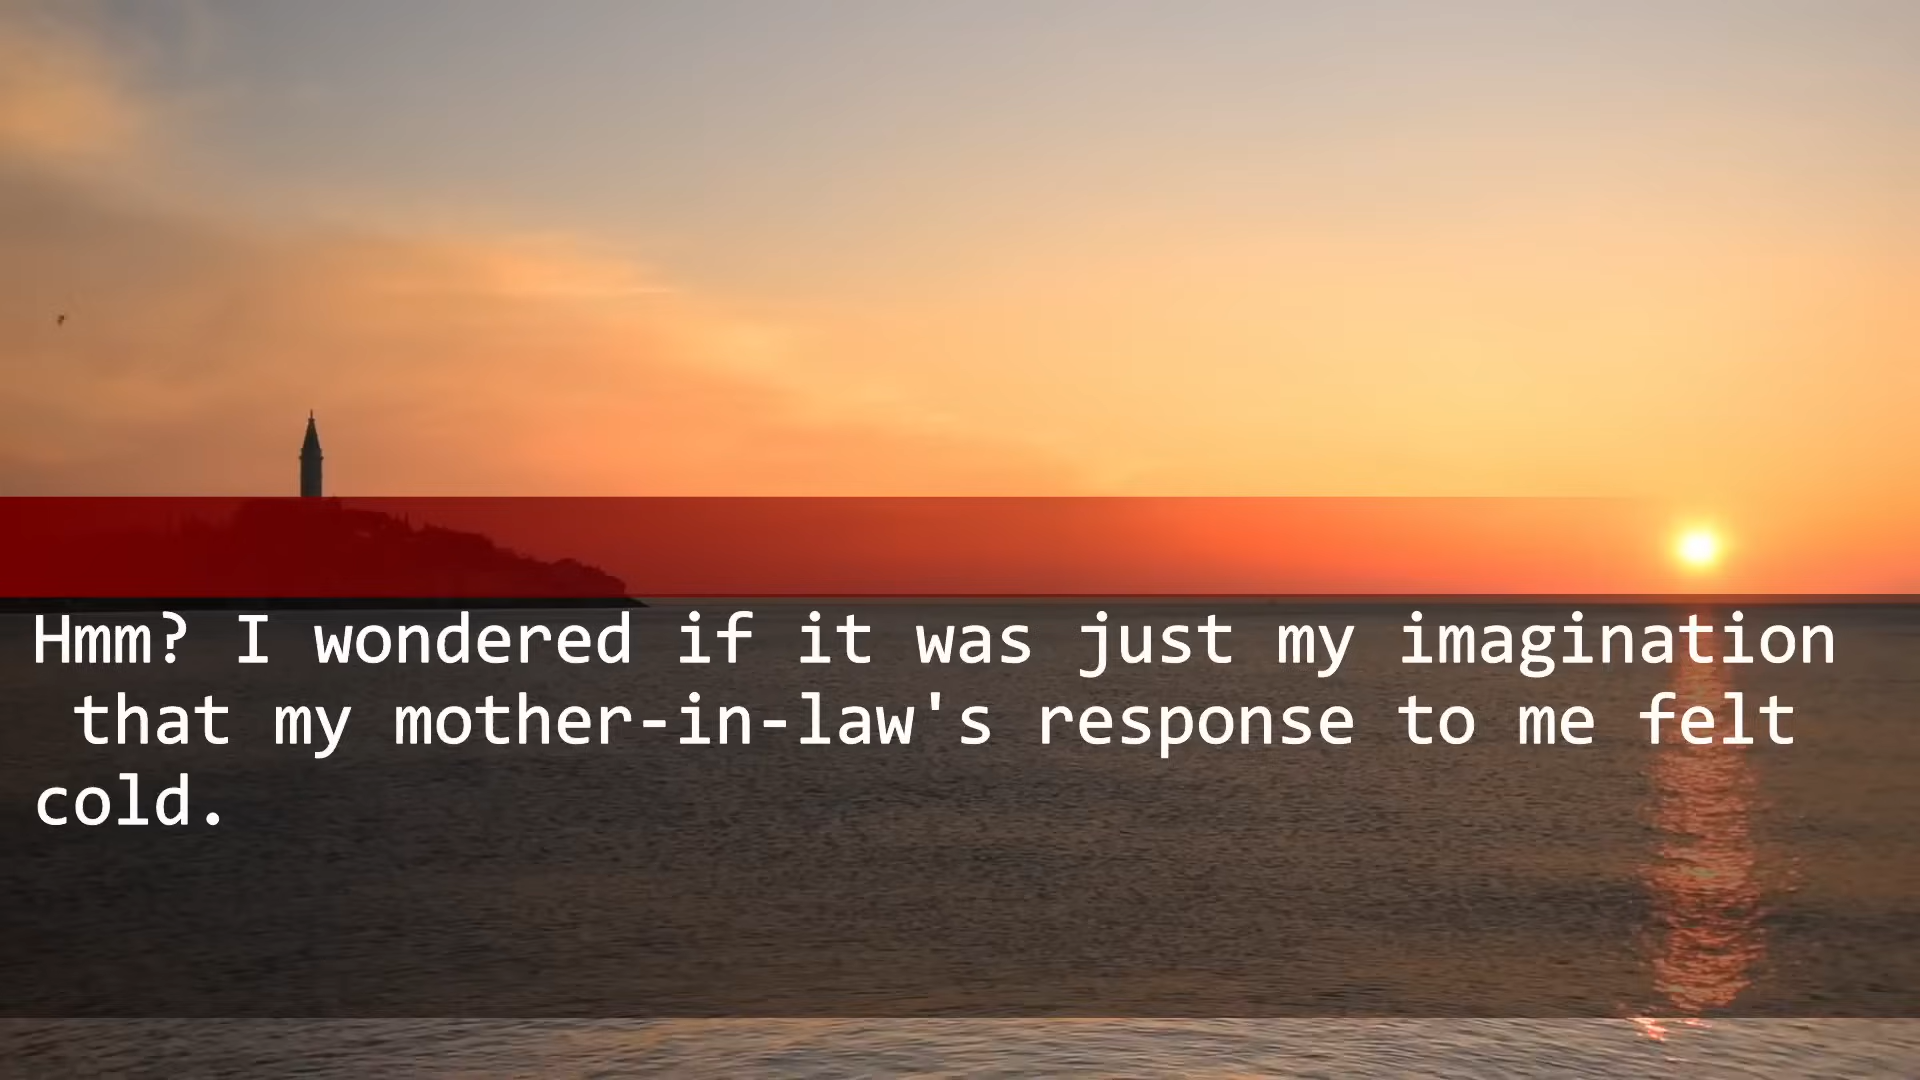 Hmm? I wondered if it was just my imagination
that my mother-in-law's response to me felt
cold.